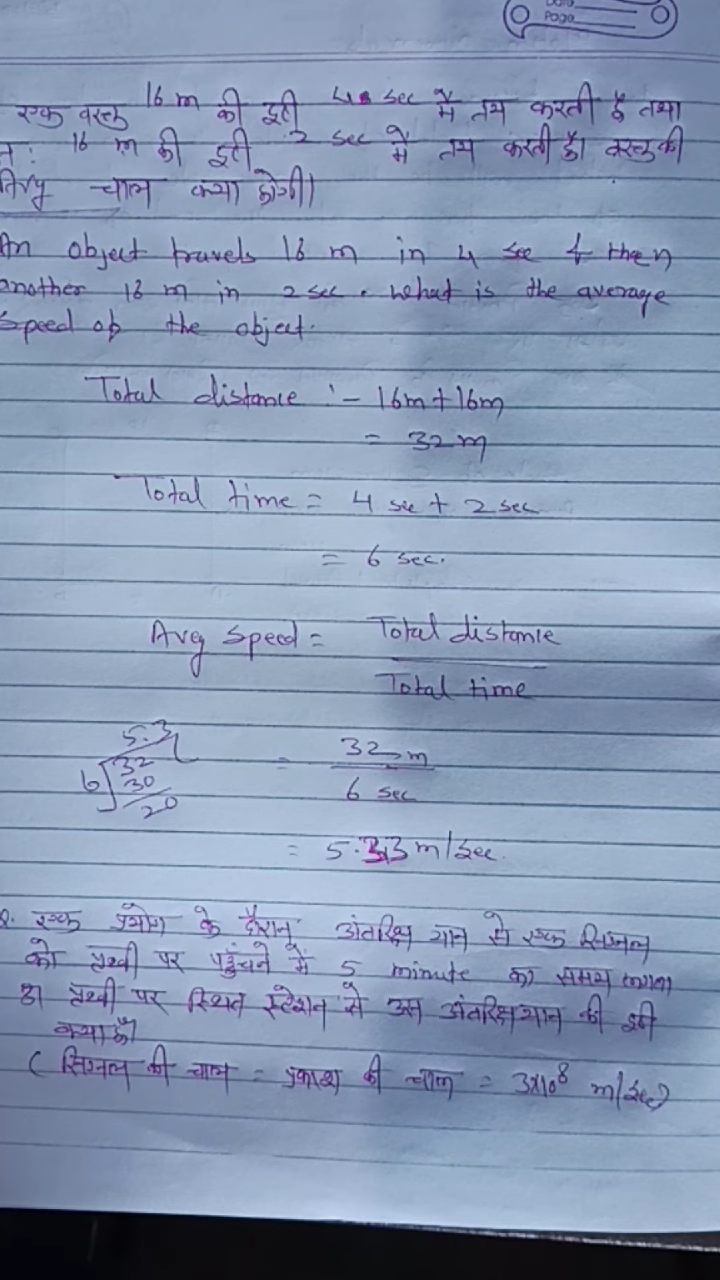 Page
एक वस्तु 16 m की दूरी 4 sec में तय करती है तथा
16 m की दूरी 2 sec में तय करती है। वस्तु की
चाल क्या होगी।
An object travels 16 m in 4 sec & then
another 16 m in 2 sec. what is the average
Speed of the object.
Total distance :- 16m + 16m
= 32 m
Total time = 4 sec + 2 sec
= 6 sec.
Avg Speed = Total distance
Total time
5.3
6 32
30
20
= 32 m
6 sec
= 5.33 m/sec.
एक प्रयोग के दौरान अंतरिक्ष यान से एक सिग्नल
को पृथ्वी पर पहुंचने में 5 minute का समय लगता
है। पृथ्वी पर स्थित स्टेशन से उस अंतरिक्षयान की दूरी
क्या है।
( सिग्नल की चाल = प्रकाश की चाल = 3x10⁸ m/sec)